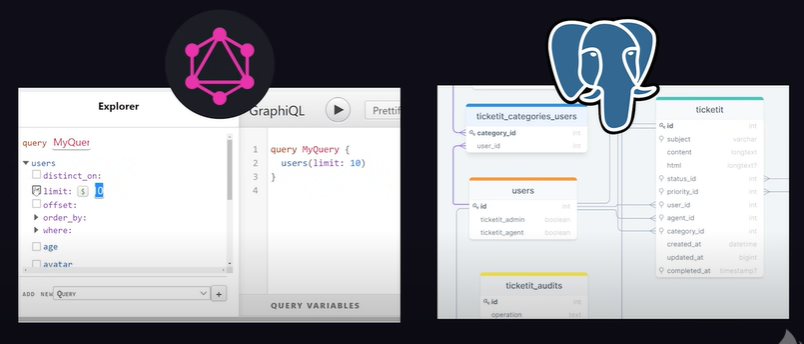 Explorer
query MyQuer
users
distinct_on:
limit: $ 10
offset:
order_by:
where:
age
avatar
ADD NEW QUERY +
GraphiQL
Prettif
1 query MyQuery {
2 users(limit: 10)
3 }
4
QUERY VARIABLES
ticketit_categories_users
category_id int
user_id int
users
id int
ticketit_admin boolean
ticketit_agent boolean
ticketit_audits
id int
operation text
ticketit
id int
subject varchar
content longtext
html longtext?
status_id int
priority_id int
user_id int
agent_id int
category_id int
created_at datetime
updated_at bigint
completed_at timestamp?